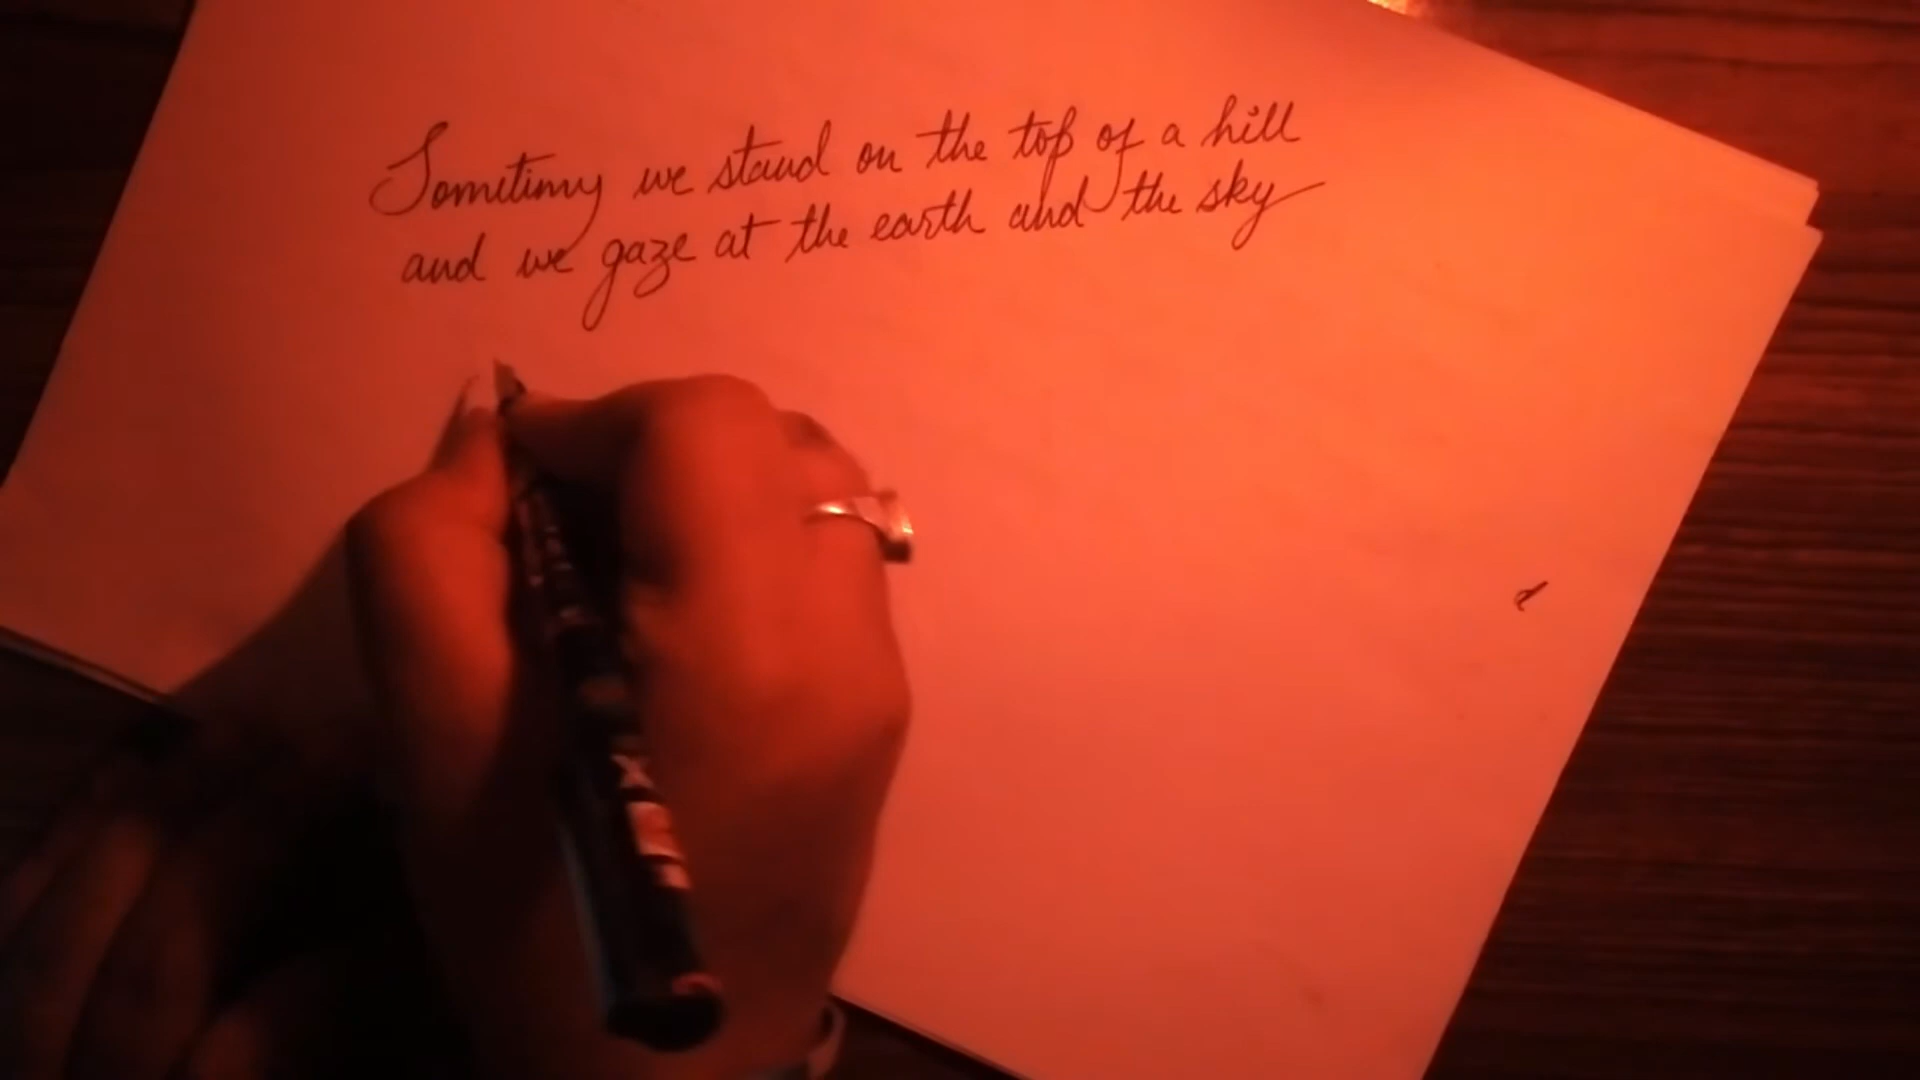 Sometimes we stand on the top of a hill
and we gaze at the earth and the sky